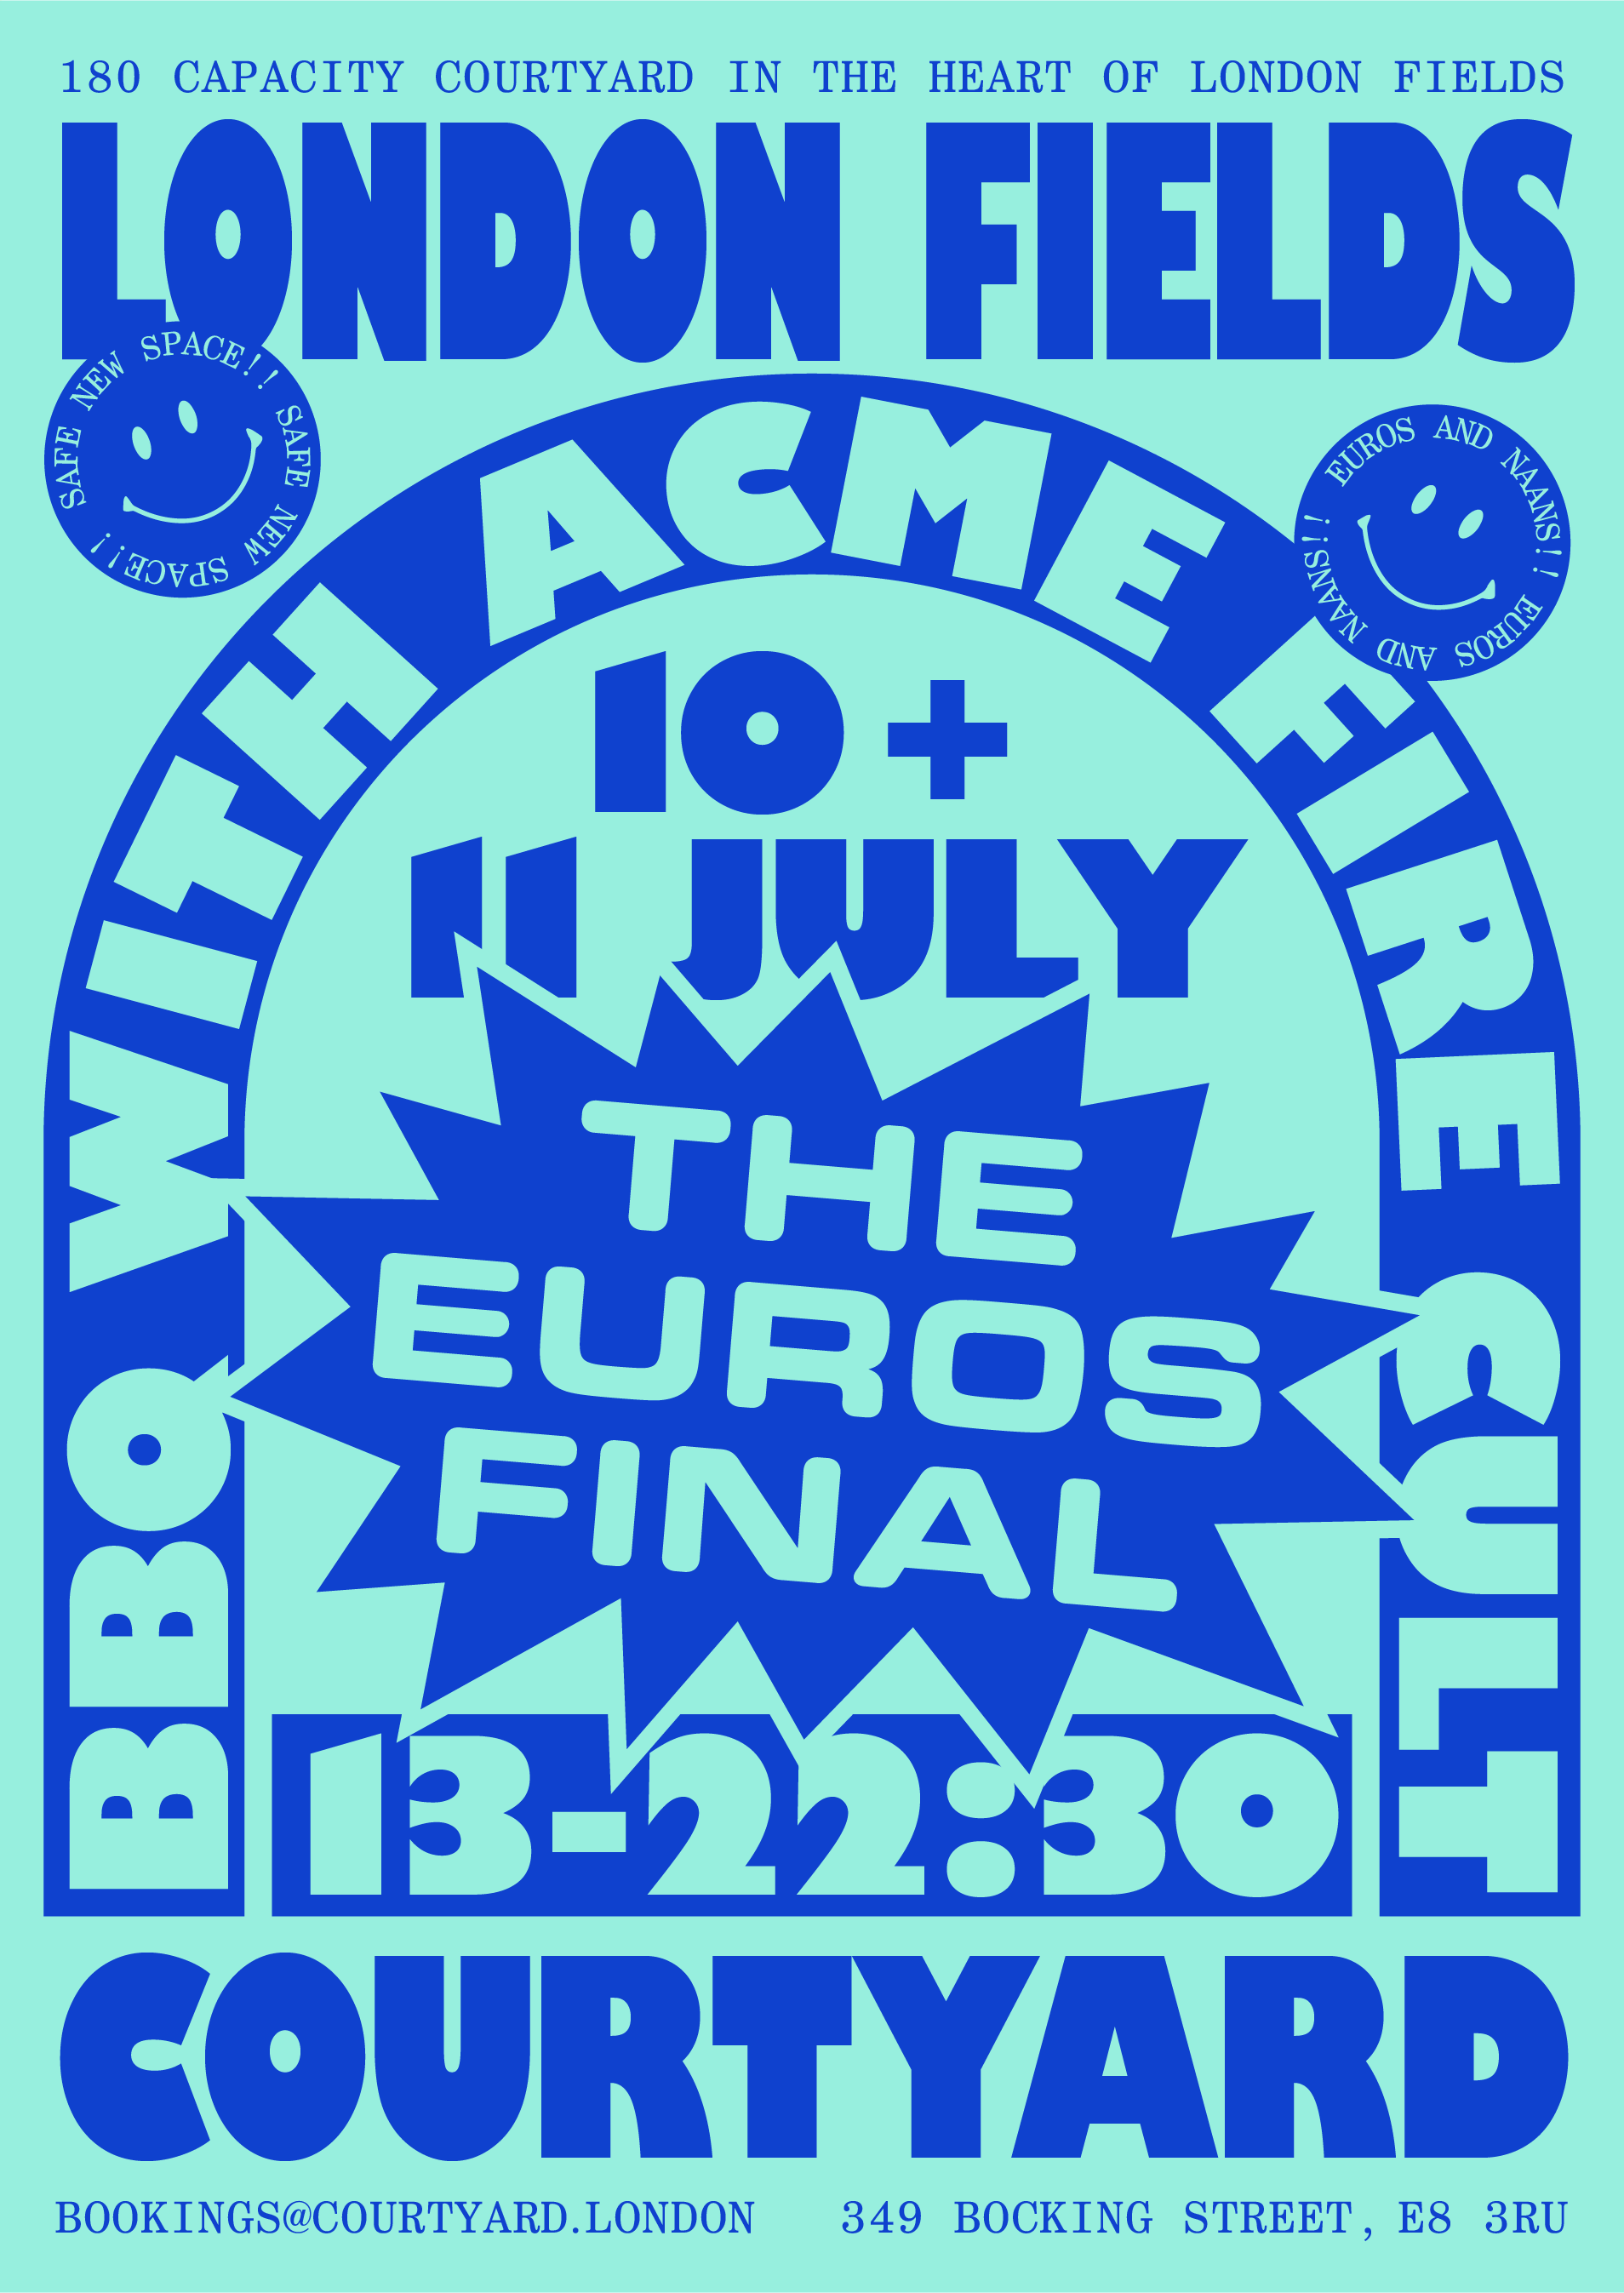 180 CAPACITY COURTYARD IN THE HEART OF LONDON FIELDS
LONDON FIELDS
SAFE NEW SPACE!! SAFE NEW SPACE!!
EUROS AND NAANS!! EUROS AND NAANS!!
BBQ WITH ACME FIRE CULT
10 +
11 JULY
THE
EUROS
FINAL
13-22:30
COURTYARD
BOOKINGS@COURTYARD.LONDON 349 BOCKING STREET, E8 3RU